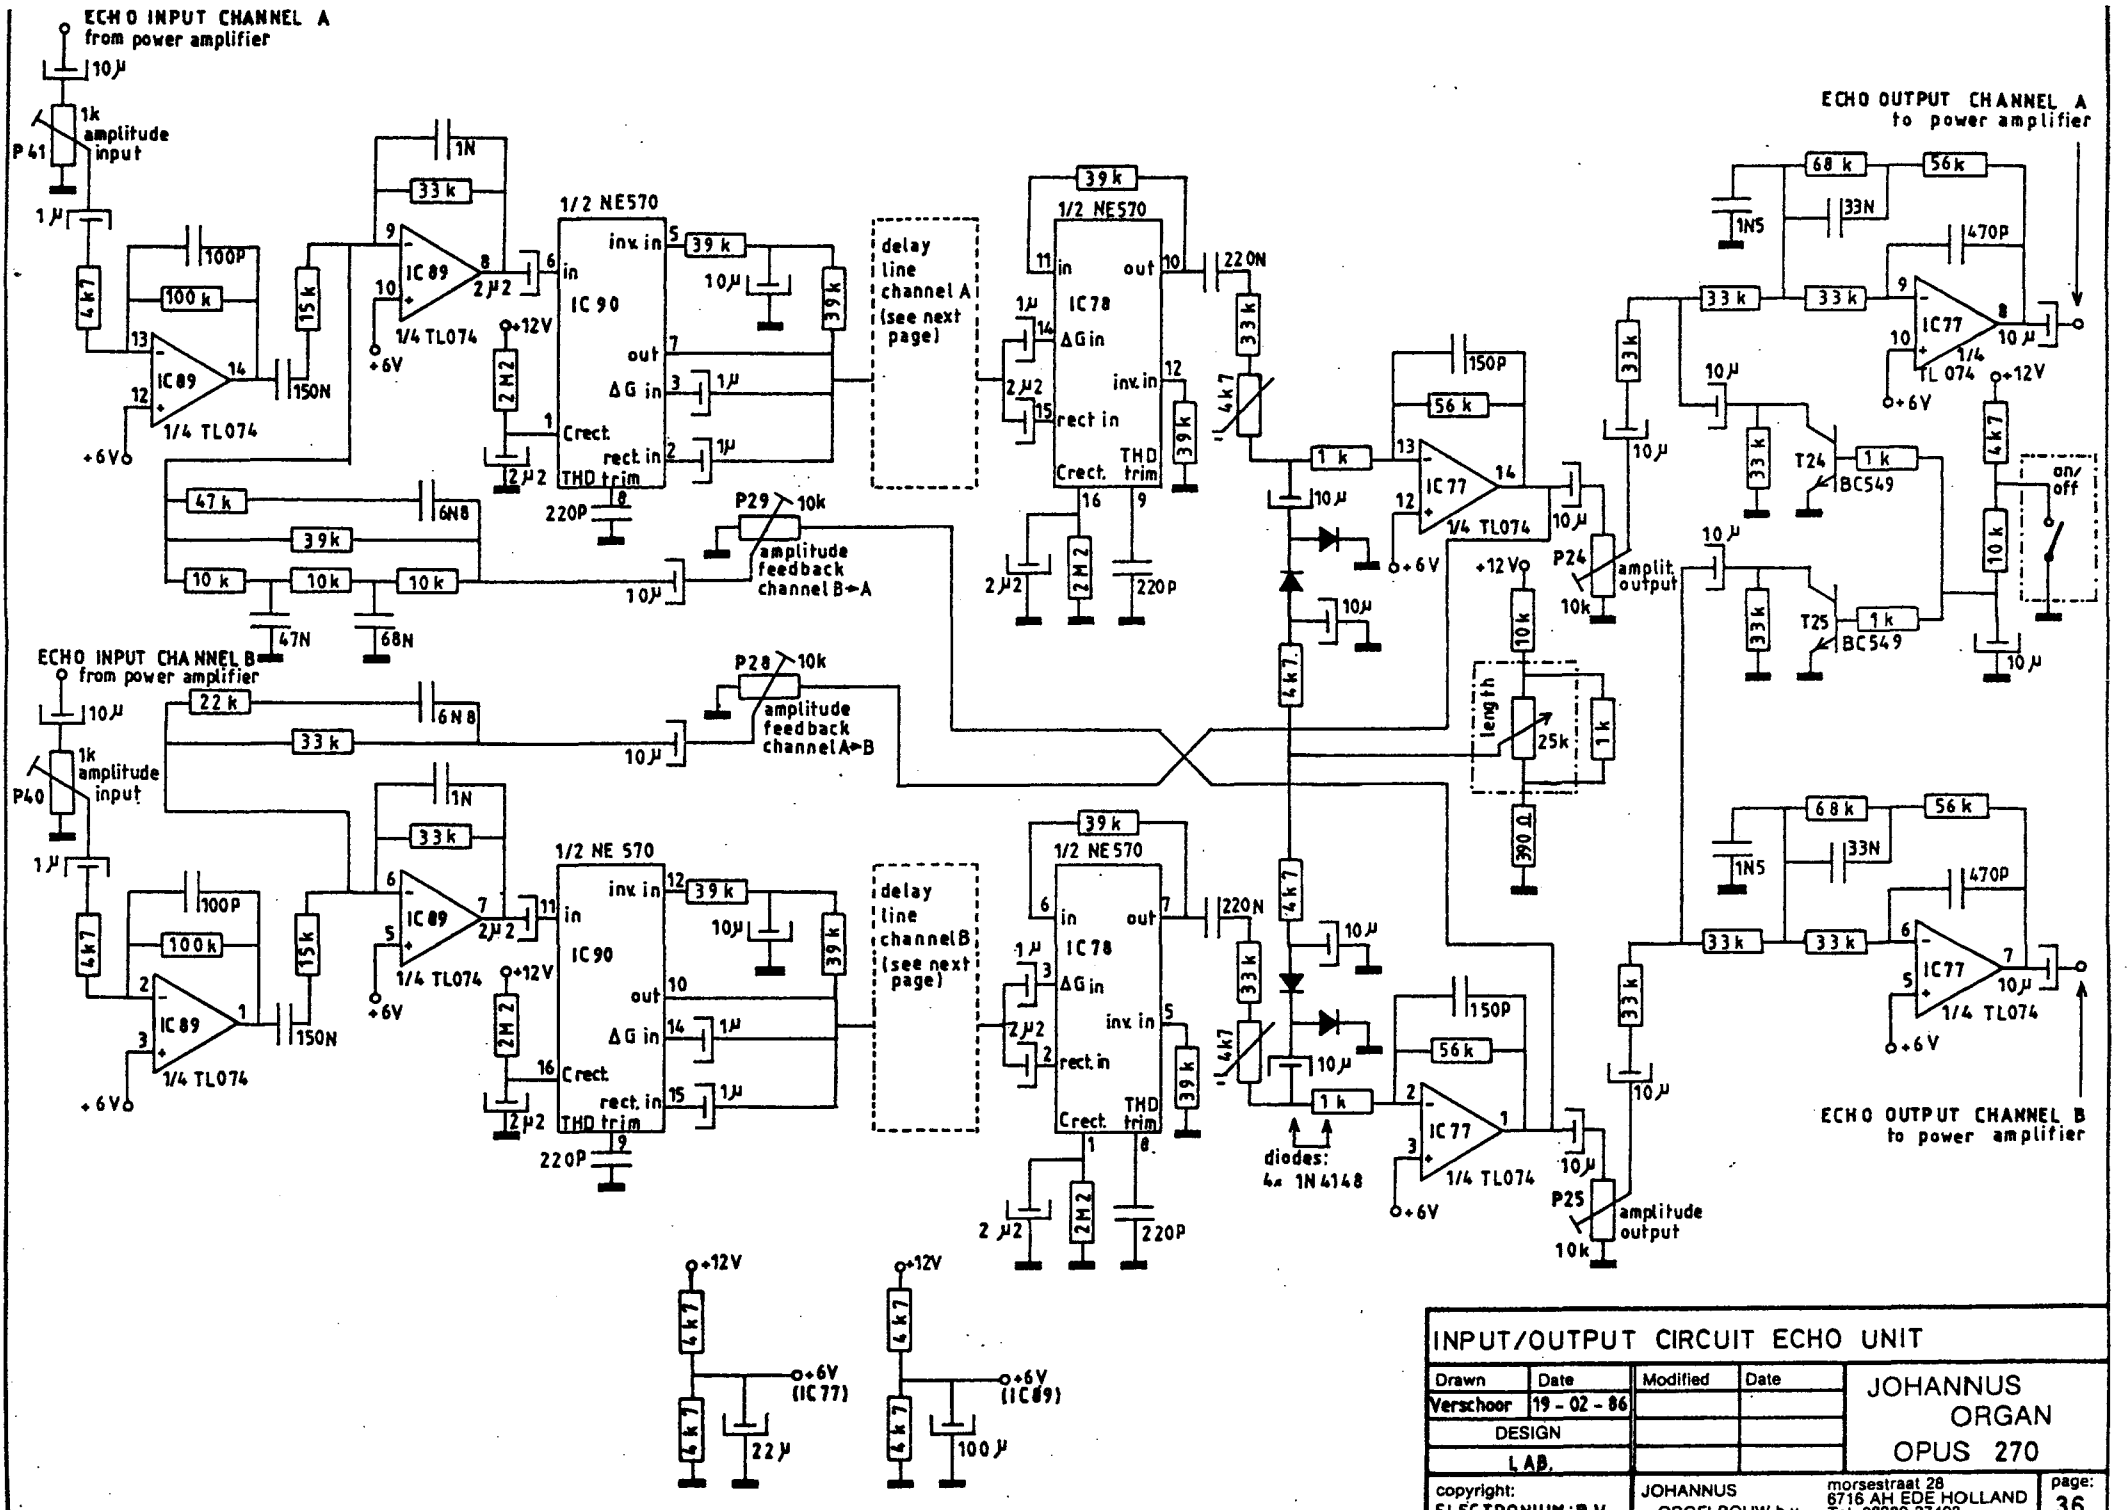 ECHO INPUT CHANNEL A
from power amplifier
10µ
1k
amplitude
input
P41
1µ
4k7
100P
100k
13
12
14
IC89
1/4 TL074
+6V
150N
15k
1N
33k
9
10
8
IC89
1/4 TL074
+6V
2µ2
1/2 NE570
6
in
IC90
inv. in
5
39k
10µ
39k
out
7
ΔG in
3
1µ
rect. in
2
1µ
1
Crect.
THD trim
8
220P
+12V
2M2
2µ2
delay
line
channel A
(see next
page)
39k
1/2 NE570
11
in
out
10
IC78
1µ
14
ΔG in
2µ2
15
rect in
inv. in
12
39k
Crect.
THD
trim
16
9
2µ2
2M2
220P
220N
33k
4k7
1k
10µ
10µ
4k7
150P
56k
13
12
14
IC77
1/4 TL074
+6V
10µ
P24
amplit.
output
10k
33k
10µ
ECHO OUTPUT CHANNEL A
to power amplifier
68k
56k
1N5
33N
470P
33k
33k
9
10
8
IC77
1/4
TL 074
10µ
+6V
+12V
4k7
10k
on/
off
10µ
33k
T24
BC549
1k
10µ
33k
T25
BC549
1k
10µ
47k
6N8
39k
10k
10k
10k
47N
68N
10µ
P29
10k
amplitude
feedback
channel B→A
+12V
10k
length
25k
1k
390Ω
ECHO INPUT CHANNEL B
from power amplifier
10µ
1k
amplitude
input
P40
22k
6N8
33k
10µ
P28
10k
amplitude
feedback
channel A→B
1µ
4k7
100P
100k
2
3
1
IC89
1/4 TL074
+6V
150N
15k
1N
33k
6
5
7
IC89
1/4 TL074
+6V
2µ2
1/2 NE 570
11
in
IC90
inv. in
12
39k
10µ
39k
out
10
ΔG in
14
1µ
rect. in
15
1µ
16
Crect.
THD trim
9
220P
+12V
2M2
2µ2
delay
line
channel B
(see next
page)
39k
1/2 NE570
6
in
out
7
IC78
1µ
3
ΔG in
2µ2
2
rect. in
inv. in
5
39k
Crect.
THD
trim
1
8
2µ2
2M2
220P
220N
33k
4k7
4k7
10µ
10µ
1k
diodes:
4x 1N4148
150P
56k
2
3
1
IC77
1/4 TL074
+6V
10µ
P25
amplitude
output
10k
33k
10µ
68k
56k
1N5
33N
470P
33k
33k
6
5
7
IC77
1/4 TL074
10µ
+6V
ECHO OUTPUT CHANNEL B
to power amplifier
+12V
4k7
4k7
+6V
(IC77)
22µ
+12V
4k7
4k7
+6V
(IC89)
100µ
INPUT/OUTPUT CIRCUIT ECHO UNIT
Drawn Date Modified Date
Verschoor 19-02-86
DESIGN
LAB.
JOHANNUS
ORGAN
OPUS 270
copyright:
JOHANNUS
morsestraat 28
6716 AH EDE HOLLAND
page:
36